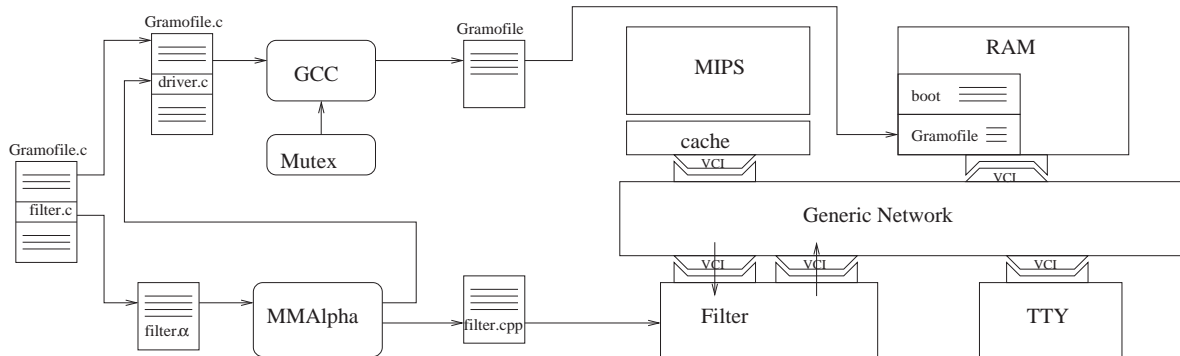 Gramofile.c
driver.c
GCC
Mutex
Gramofile
Gramofile.c
filter.c
filter.α
MMAlpha
filter.cpp
MIPS
cache
VCI
RAM
boot
Gramofile
VCI
Generic Network
VCI
VCI
VCI
Filter
TTY